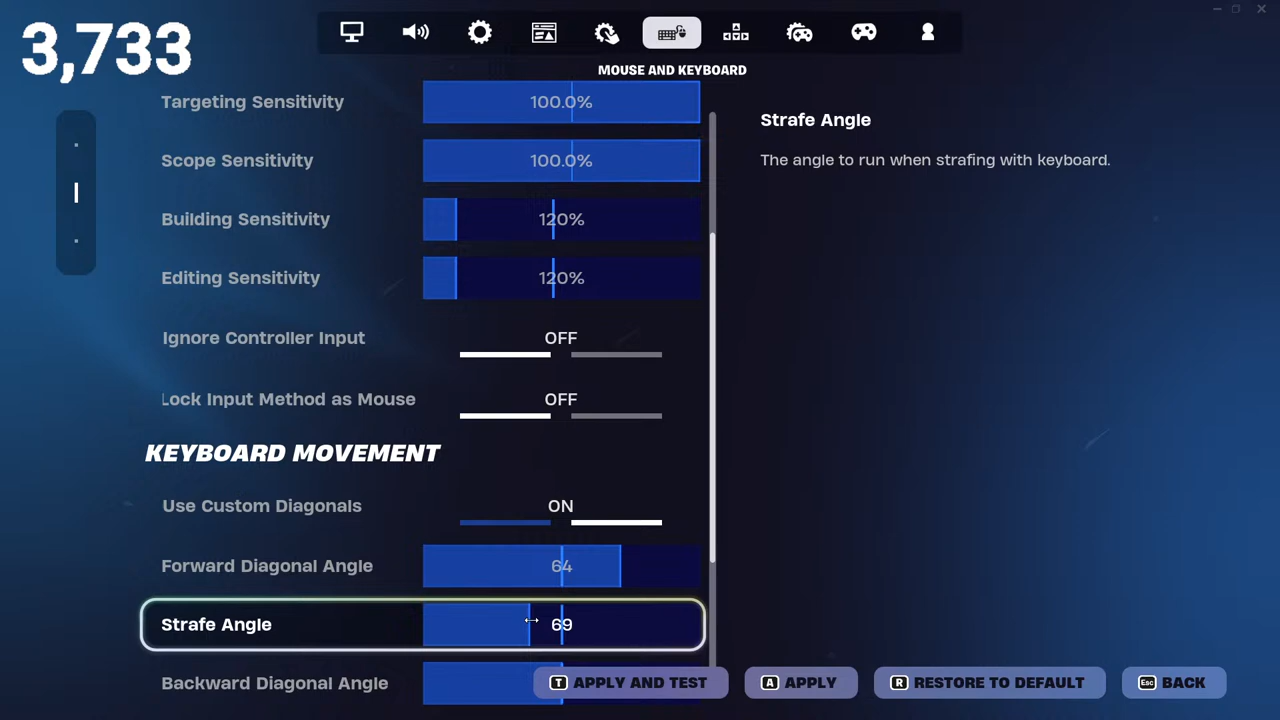 3,733
MOUSE AND KEYBOARD
Targeting Sensitivity 100.0%
Scope Sensitivity 100.0%
Building Sensitivity 120%
Editing Sensitivity 120%
Ignore Controller Input OFF
Lock Input Method as Mouse OFF
KEYBOARD MOVEMENT
Use Custom Diagonals ON
Forward Diagonal Angle 64
Strafe Angle 69
Backward Diagonal Angle
Strafe Angle
The angle to run when strafing with keyboard.
T APPLY AND TEST A APPLY R RESTORE TO DEFAULT Esc BACK